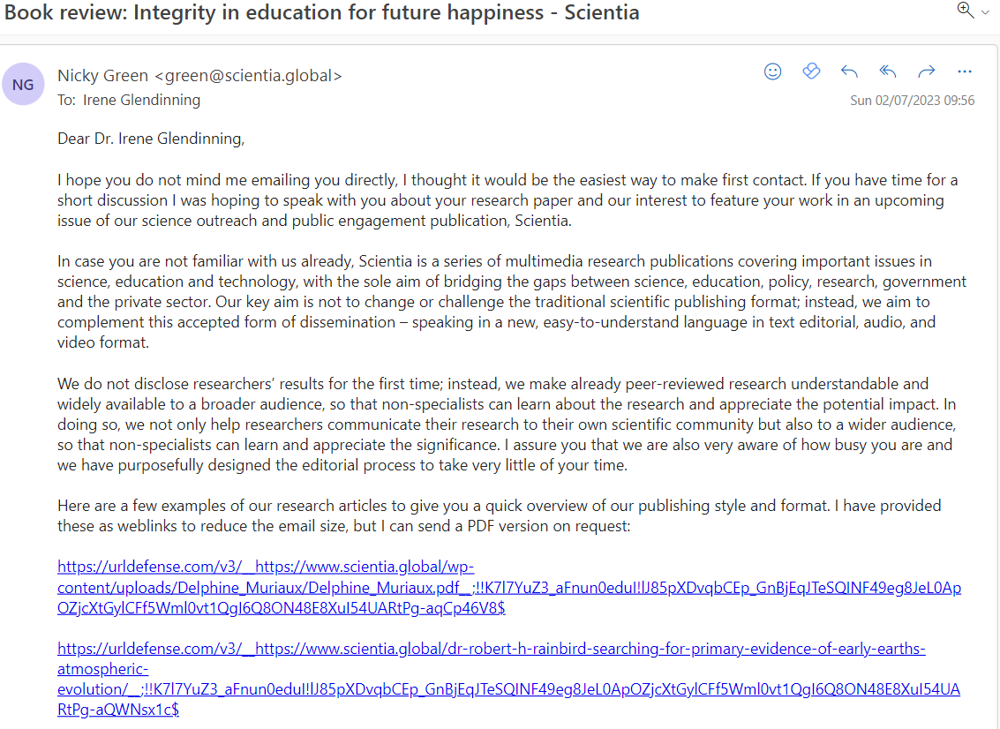 Book review: Integrity in education for future happiness - Scientia
NG
Nicky Green <green@scientia.global>
To: Irene Glendinning
Sun 02/07/2023 09:56
Dear Dr. Irene Glendinning,
I hope you do not mind me emailing you directly, I thought it would be the easiest way to make first contact. If you have time for a
short discussion I was hoping to speak with you about your research paper and our interest to feature your work in an upcoming
issue of our science outreach and public engagement publication, Scientia.
In case you are not familiar with us already, Scientia is a series of multimedia research publications covering important issues in
science, education and technology, with the sole aim of bridging the gaps between science, education, policy, research, government
and the private sector. Our key aim is not to change or challenge the traditional scientific publishing format; instead, we aim to
complement this accepted form of dissemination – speaking in a new, easy-to-understand language in text editorial, audio, and
video format.
We do not disclose researchers’ results for the first time; instead, we make already peer-reviewed research understandable and
widely available to a broader audience, so that non-specialists can learn about the research and appreciate the potential impact. In
doing so, we not only help researchers communicate their research to their own scientific community but also to a wider audience,
so that non-specialists can learn and appreciate the significance. I assure you that we are also very aware of how busy you are and
we have purposefully designed the editorial process to take very little of your time.
Here are a few examples of our research articles to give you a quick overview of our publishing style and format. I have provided
these as weblinks to reduce the email size, but I can send a PDF version on request:
https://urldefense.com/v3/__https://www.scientia.global/wp-
content/uploads/Delphine_Muriaux/Delphine_Muriaux.pdf__;!!K7l7YuZ3_aFnun0eduI!lJ85pXDvqbCEp_GnBjEqJTeSQINF49eg8JeL0Ap
OZjcXtGylCFf5Wml0vt1QgI6Q8ON48E8XuI54UARtPg-aqCp46V8$
https://urldefense.com/v3/__https://www.scientia.global/dr-robert-h-rainbird-searching-for-primary-evidence-of-early-earths-
atmospheric-
evolution/__;!!K7l7YuZ3_aFnun0eduI!lJ85pXDvqbCEp_GnBjEqJTeSQINF49eg8JeL0ApOZjcXtGylCFf5Wml0vt1QgI6Q8ON48E8XuI54UA
RtPg-aQWNsx1c$